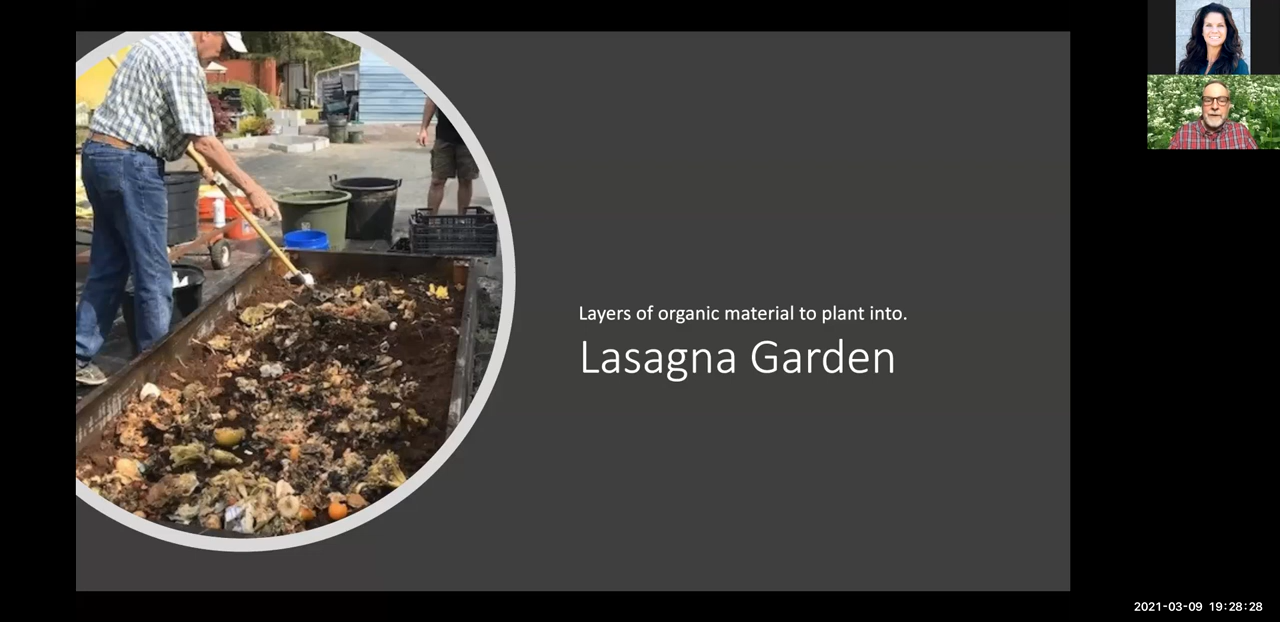 Layers of organic material to plant into.
Lasagna Garden
2021-03-09 19:28:28